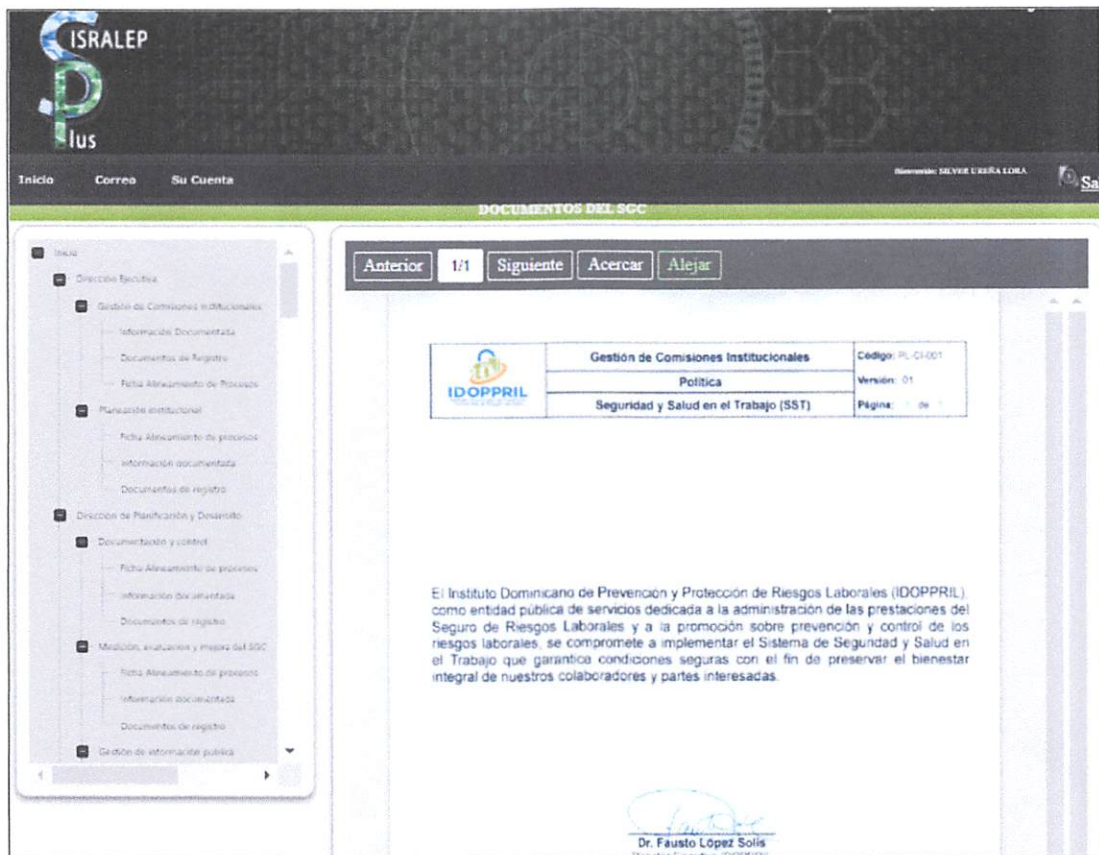 ISRALEP
Plus
Inicio Correo Su Cuenta
Bienvenido: SILVER UREÑA LORA
Sa
DOCUMENTOS DEL SGC
Inicio
Dirección Ejecutiva
Gestión de Comisiones Institucionales
Información Documentada
Documentos de Registro
Ficha Alineamiento de Procesos
Planeación institucional
Ficha Alineamiento de procesos
Información documentada
Documentos de registro
Dirección de Planificación y Desarrollo
Documentación y control
Ficha Alineamiento de procesos
Información documentada
Documentos de registro
Medición, evaluación y mejora del SGC
Ficha Alineamiento de procesos
Información documentada
Documentos de registro
Gestión de información pública
Anterior 1/1 Siguiente Acercar Alejar
IDOPPRIL
Gestión de Comisiones Institucionales
Política
Seguridad y Salud en el Trabajo (SST)
Código: PL-CI-001
Versión: 01
Página: 1 de 1
El Instituto Dominicano de Prevención y Protección de Riesgos Laborales (IDOPPRIL),
como entidad pública de servicios dedicada a la administración de las prestaciones del
Seguro de Riesgos Laborales y a la promoción sobre prevención y control de los
riesgos laborales, se compromete a implementar el Sistema de Seguridad y Salud en
el Trabajo que garantice condiciones seguras con el fin de preservar el bienestar
integral de nuestros colaboradores y partes interesadas.
Dr. Fausto López Solís